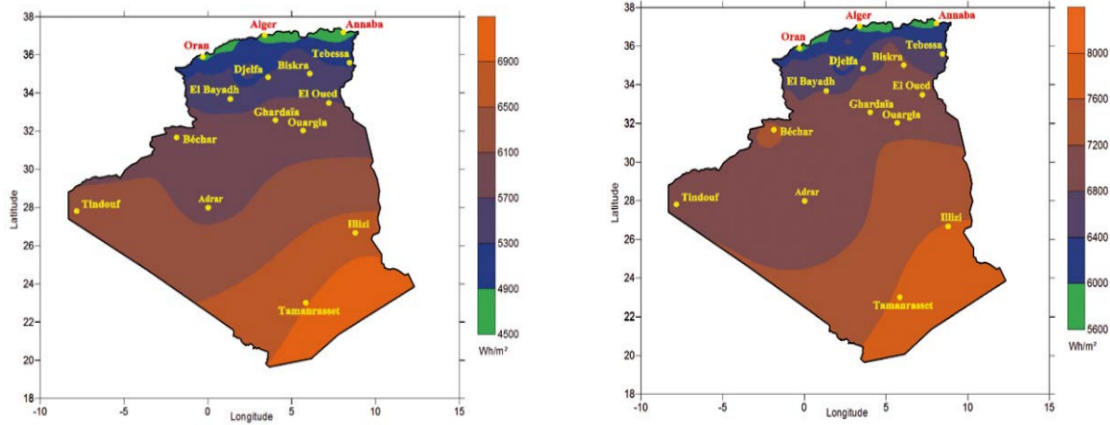 38
36
34
32
30
28
26
24
22
20
18
Latitude
-10
-5
0
5
10
15
Longitude
Alger
Annaba
Oran
Tebessa
Djelfa
Biskra
El Bayadh
El Oued
Ghardaïa
Ouargla
Béchar
Tindouf
Adrar
Illizi
Tamanrasset
6900
6500
6100
5700
5300
4900
4500
Wh/m²
38
36
34
32
30
28
26
24
22
20
18
Latitude
-10
-5
0
5
10
15
Longitude
Alger
Annaba
Oran
Tebessa
Djelfa
Biskra
El Bayadh
El Oued
Ghardaïa
Ouargla
Béchar
Tindouf
Adrar
Illizi
Tamanrasset
8000
7600
7200
6800
6400
6000
5600
Wh/m²